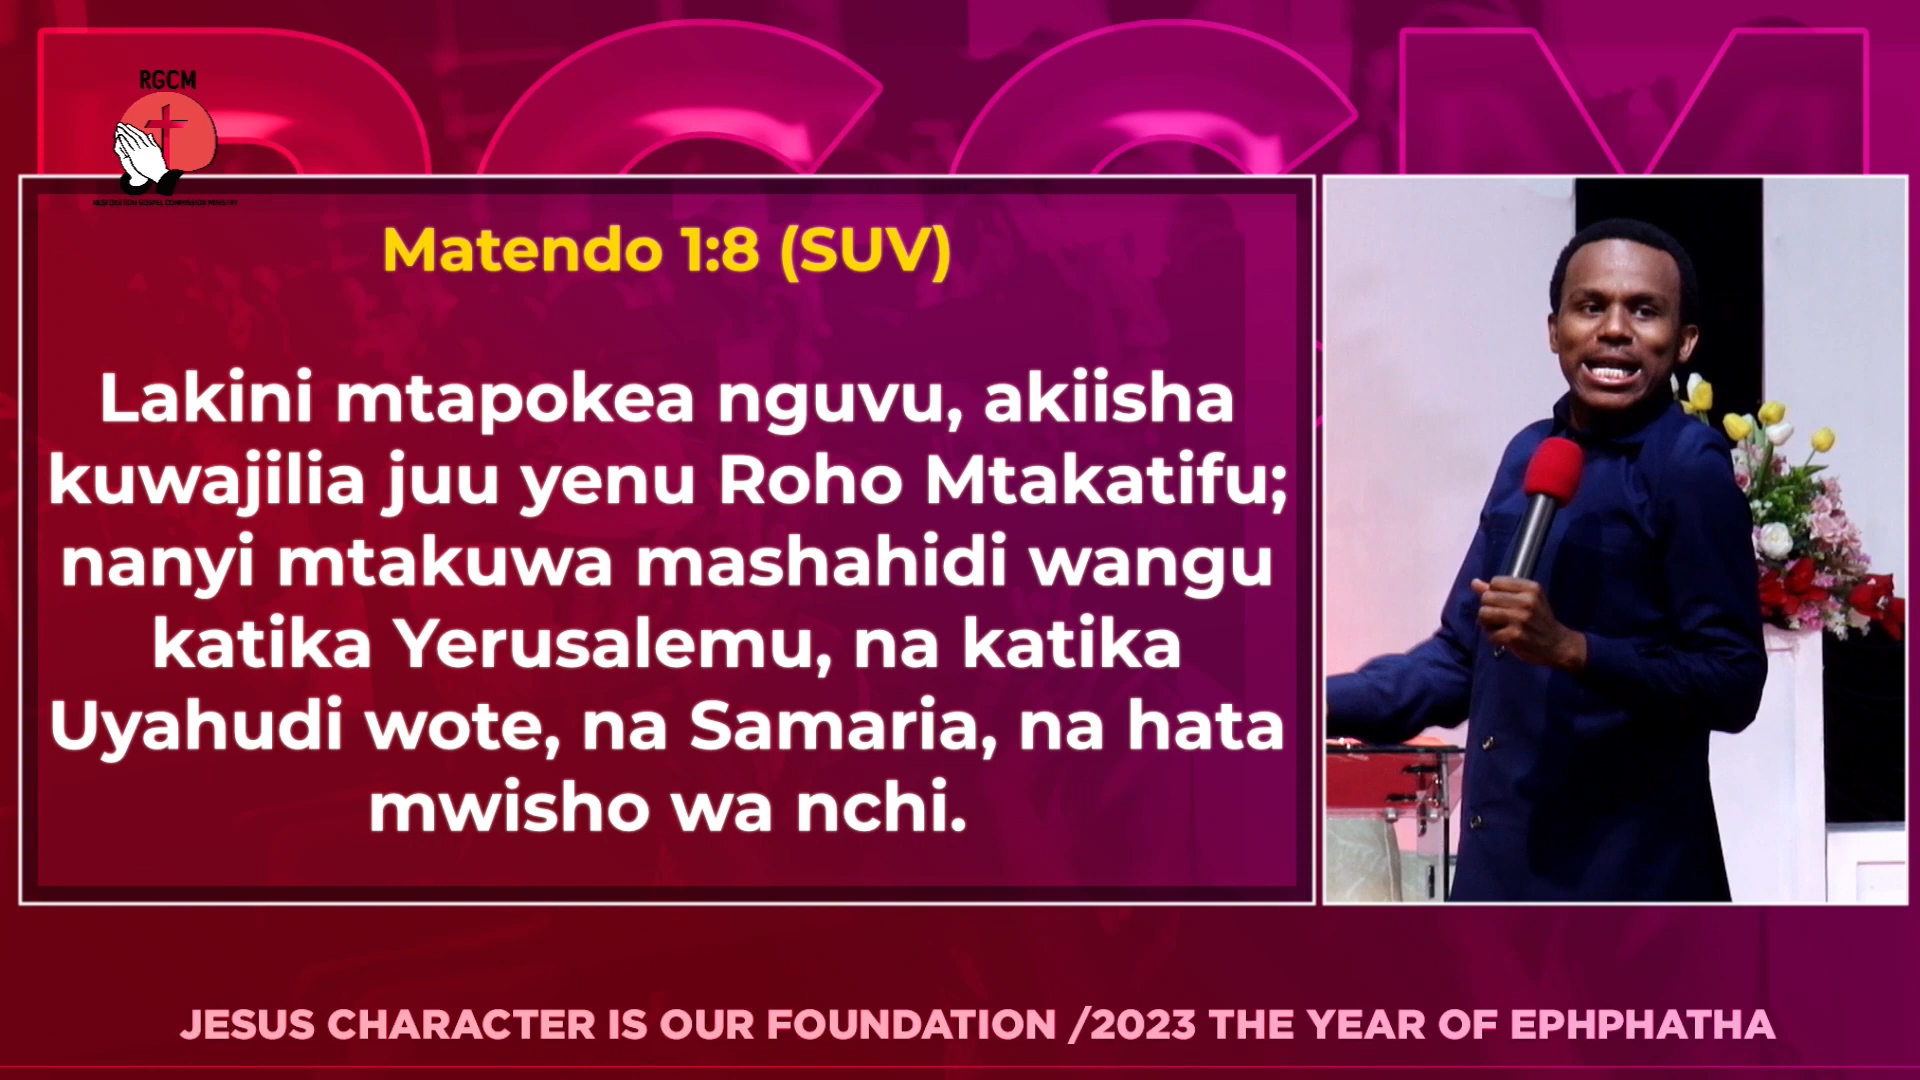 RGCM
RGCM
Matendo 1:8 (SUV)
Lakini mtapokea nguvu, akiisha
kuwajilia juu yenu Roho Mtakatifu;
nanyi mtakuwa mashahidi wangu
katika Yerusalemu, na katika
Uyahudi wote, na Samaria, na hata
mwisho wa nchi.
JESUS CHARACTER IS OUR FOUNDATION /2023 THE YEAR OF EPHPHATHA